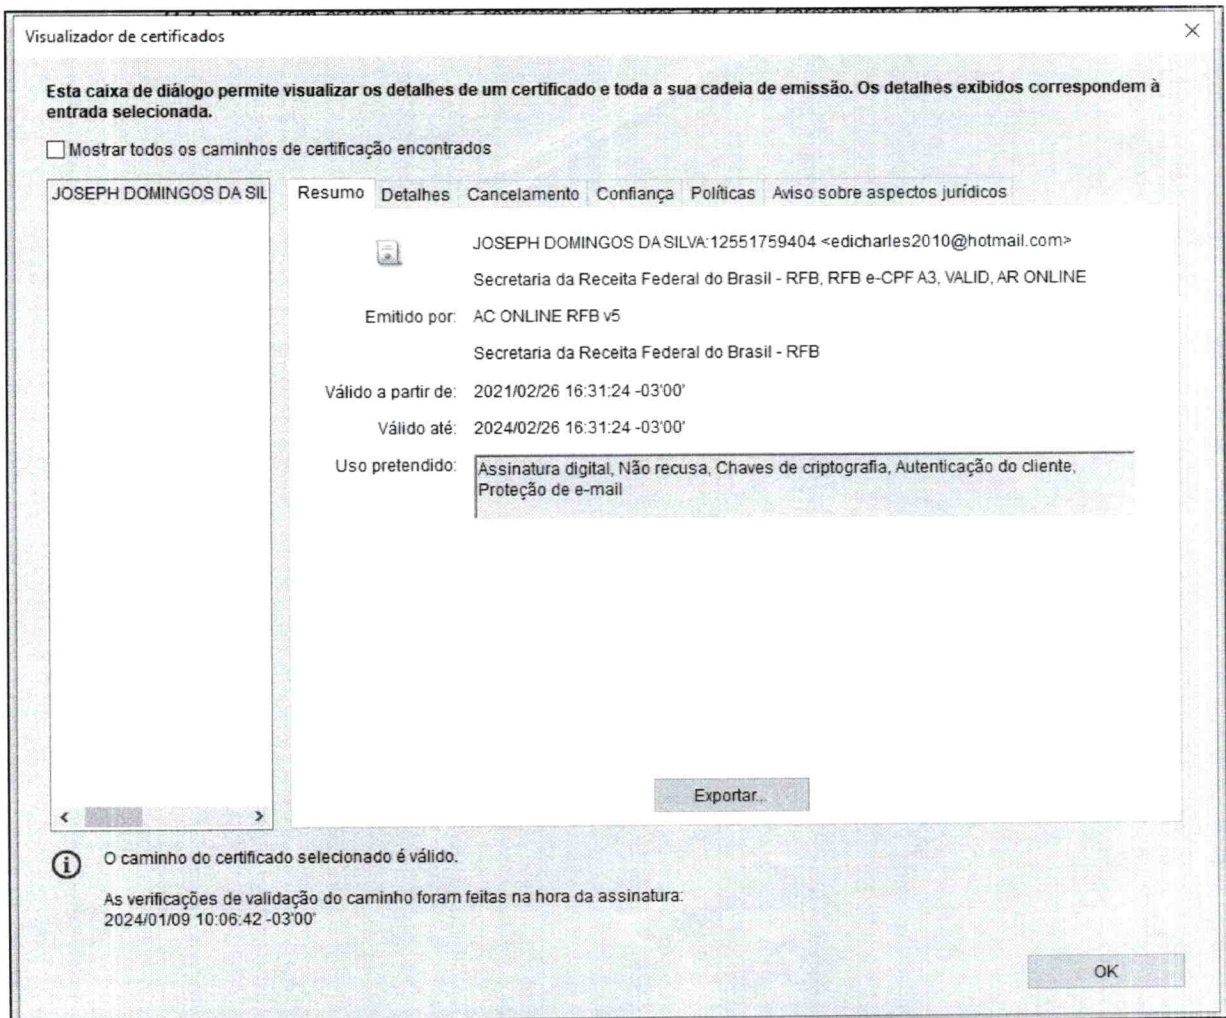 Visualizador de certificados
Esta caixa de diálogo permite visualizar os detalhes de um certificado e toda a sua cadeia de emissão. Os detalhes exibidos correspondem à
entrada selecionada.
Mostrar todos os caminhos de certificação encontrados
JOSEPH DOMINGOS DA SIL
Resumo Detalhes Cancelamento Confiança Políticas Aviso sobre aspectos jurídicos
JOSEPH DOMINGOS DA SILVA:12551759404 <edicharles2010@hotmail.com>
Secretaria da Receita Federal do Brasil - RFB, RFB e-CPF A3, VALID, AR ONLINE
Emitido por: AC ONLINE RFB v5
Secretaria da Receita Federal do Brasil - RFB
Válido a partir de: 2021/02/26 16:31:24 -03'00'
Válido até: 2024/02/26 16:31:24 -03'00'
Uso pretendido: Assinatura digital, Não recusa, Chaves de criptografia, Autenticação do cliente,
Proteção de e-mail
Exportar...
O caminho do certificado selecionado é válido.
As verificações de validação do caminho foram feitas na hora da assinatura:
2024/01/09 10:06:42 -03'00'
OK